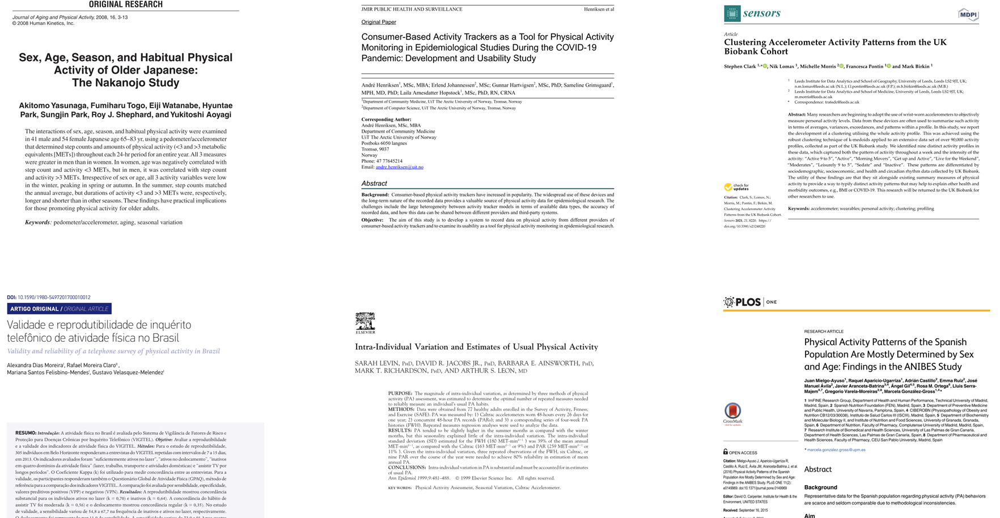 ORIGINAL RESEARCH
Journal of Aging and Physical Activity, 2008, 16, 3-13
© 2008 Human Kinetics, Inc.
Sex, Age, Season, and Habitual Physical
Activity of Older Japanese:
The Nakanojo Study
Akitomo Yasunaga, Fumiharu Togo, Eiji Watanabe, Hyuntae
Park, Sungjin Park, Roy J. Shephard, and Yukitoshi Aoyagi
The interactions of sex, age, season, and habitual physical activity were examined
in 41 male and 54 female Japanese age 65–83 yr, using a pedometer/accelerometer
that determined step counts and amounts of physical activity (<3 and >3 metabolic
equivalents [METs]) throughout each 24-hr period for an entire year. All 3 measures
were greater in men than in women. In women, age was negatively correlated with
step count and activity <3 METs, but in men, it was correlated with step count
and activity >3 METs. Irrespective of sex or age, all 3 activity variables were low
in the winter, peaking in spring or autumn. In the summer, step counts matched
the annual average, but durations of activity <3 and >3 METs were, respectively,
longer and shorter than in other seasons. These findings have practical implications
for those promoting physical activity for older adults.
Keywords: pedometer/accelerometer, aging, seasonal variation
JMIR PUBLIC HEALTH AND SURVEILLANCE Henriksen et al
Original Paper
Consumer-Based Activity Trackers as a Tool for Physical Activity
Monitoring in Epidemiological Studies During the COVID-19
Pandemic: Development and Usability Study
André Henriksen1, MSc, MBA; Erlend Johannessen2, MSc; Gunnar Hartvigsen2, MSc, PhD; Sameline Grimsgaard1,
MPH, MD, PhD; Laila Arnesdatter Hopstock1, MSc, PhD, RN, CRNA
1Department of Community Medicine, UiT The Arctic University of Norway, Tromsø, Norway
2Department of Computer Science, UiT The Arctic University of Norway, Tromsø, Norway
Corresponding Author:
André Henriksen, MSc, MBA
Department of Community Medicine
UiT The Arctic University of Norway
Postboks 6050 langnes
Tromsø, 9037
Norway
Phone: 47 77645214
Email: andre.henriksen@uit.no
Abstract
Background: Consumer-based physical activity trackers have increased in popularity. The widespread use of these devices and
the long-term nature of the recorded data provides a valuable source of physical activity data for epidemiological research. The
challenges include the large heterogeneity between activity tracker models in terms of available data types, the accuracy of
recorded data, and how this data can be shared between different providers and third-party systems.
Objective: The aim of this study is to develop a system to record data on physical activity from different providers of
consumer-based activity trackers and to examine its usability as a tool for physical activity monitoring in epidemiological research.
sensors
MDPI
Article
Clustering Accelerometer Activity Patterns from the UK
Biobank Cohort
Stephen Clark 1,*, Nik Lomax 1, Michelle Morris 2, Francesca Pontin 1 and Mark Birkin 1
1 Leeds Institute for Data Analytics and School of Geography, University of Leeds, Leeds LS2 9JT, UK;
n.m.lomax@leeds.ac.uk (N.L.); f.l.pontin@leeds.ac.uk (F.P.); m.h.birkin@leeds.ac.uk (M.B.)
2 Leeds Institute for Data Analytics and School of Medicine, University of Leeds, Leeds LS2 9JT, UK;
m.morris@leeds.ac.uk
* Correspondence: tra6sdc@leeds.ac.uk
Abstract: Many researchers are beginning to adopt the use of wrist-worn accelerometers to objectively
measure personal activity levels. Data from these devices are often used to summarise such activity
in terms of averages, variances, exceedances, and patterns within a profile. In this study, we report
the development of a clustering utilising the whole activity profile. This was achieved using the
robust clustering technique of k-medoids applied to an extensive data set of over 90,000 activity
profiles, collected as part of the UK Biobank study. We identified nine distinct activity profiles in
these data, which captured both the pattern of activity throughout a week and the intensity of the
activity: “Active 9 to 5”, “Active”, “Morning Movers”, “Get up and Active”, “Live for the Weekend”,
“Moderates”, “Leisurely 9 to 5”, “Sedate” and “Inactive”. These patterns are differentiated by
sociodemographic, socioeconomic, and health and circadian rhythm data collected by UK Biobank.
The utility of these findings are that they sit alongside existing summary measures of physical
activity to provide a way to typify distinct activity patterns that may help to explain other health and
morbidity outcomes, e.g., BMI or COVID-19. This research will be returned to the UK Biobank for
other researchers to use.
Keywords: accelerometer; wearables; personal activity; clustering; profiling
check for
updates
Citation: Clark, S.; Lomax, N.;
Morris, M.; Pontin, F.; Birkin, M.
Clustering Accelerometer Activity
Patterns from the UK Biobank Cohort.
Sensors 2021, 21, 8220. https://
doi.org/10.3390/s21248220
DOI: 10.1590/1980-5497201700010012
ARTIGO ORIGINAL / ORIGINAL ARTICLE
Validade e reprodutibilidade de inquérito
telefônico de atividade física no Brasil
Validity and reliability of a telephone survey of physical activity in Brazil
Alexandra Dias MoreiraI, Rafael Moreira ClaroII,
Mariana Santos Felisbino-MendesI, Gustavo Velasquez-MelendezI
RESUMO: Introdução: A atividade física no Brasil é avaliada pelo Sistema de Vigilância de Fatores de Risco e
Proteção para Doenças Crônicas por Inquérito Telefônico (VIGITEL). Objetivo: Avaliar a reprodutibilidade
e a validade dos indicadores de atividade física do VIGITEL. Métodos: Para o estudo de reprodutibilidade,
305 indivíduos em Belo Horizonte responderam a entrevistas do VIGITEL repetidas com intervalos de 7 a 15 dias,
em 2013. Os indicadores avaliados foram “suficientemente ativos no lazer”, “ativos no deslocamento”, “inativos
em quatro domínios da atividade física” (lazer, trabalho, transporte e atividades domésticas) e “assistir TV por
longos períodos”. O Coeficiente Kappa (k) foi utilizado para medir concordância entre as entrevistas. Para a
validade, os participantes responderam também o Questionário Global de Atividade Física (GPAQ), método de
referência para a comparação dos indicadores VIGITEL. A comparação foi avaliada por sensibilidade, especificidade,
valores preditivos positivos (VPP) e negativos (VPN). Resultados: A reprodutibilidade mostrou concordância
substancial para os indivíduos ativos no lazer (k = 0,70) e inativos (k = 0,64). A concordância do hábito de
assistir TV foi moderada (k = 0,56) e o deslocamento mostrou concordância regular (k = 0,35). No estudo
de validade, a sensibilidade variou de 54,8 a 67,7 na frequência de inativos e ativos no lazer, respectivamente.
ELSEVIER
Intra-Individual Variation and Estimates of Usual Physical Activity
SARAH LEVIN, PhD, DAVID R. JACOBS JR., PhD, BARBARA E. AINSWORTH, PhD,
MARK T. RICHARDSON, PhD, AND ARTHUR S. LEON, MD
PURPOSE: The magnitude of intra-individual variation, as determined by three methods of physical
activity (PA) assessment, was estimated to determine the optimal number of repeated measures needed
to reliably measure an individual's usual PA habits.
METHODS: Data were obtained from 77 healthy adults enrolled in the Survey of Activity, Fitness,
and Exercise (SAFE). PA was measured by: 1) Caltrac accelerometers worn 48-hours every 26 days for
one year; 2) concurrent 48-hour PA records (PARs); and 3) a corresponding series of four-week PA
histories (FWH). Repeated measures regression analyses were used to analyze the data.
RESULTS: PA tended to be slightly higher in the summer months as compared with the winter
months, but this seasonality explained little of the intra-individual variation. The intra-individual
standard deviation (SD) estimated for the FWH (180 MET-min·d−1) was 39% of the mean annual
MET-min·d−1, as compared with the Caltrac (163 MET-min·d−1 or 9%) and PAR (259 MET-min·d−1 or
11%). Given the intra-individual variation, three repeated observations of the FWH, six Caltrac, or
nine PAR over the course of the year were needed to achieve 80% reliability in estimation of mean
annual PA.
CONCLUSIONS: Intra-individual variation in PA is substantial and must be accounted for in estimates
of usual PA.
Ann Epidemiol 1999;9:481–488. © 1999 Elsevier Science Inc. All rights reserved.
KEY WORDS: Physical Activity Assessment, Seasonal Variation, Caltrac Accelerometer.
PLOS ONE
RESEARCH ARTICLE
Physical Activity Patterns of the Spanish
Population Are Mostly Determined by Sex
and Age: Findings in the ANIBES Study
Juan Mielgo-Ayuso1, Raquel Aparicio-Ugarriza1, Adrián Castillo2, Emma Ruiz2, José
Manuel Ávila2, Javier Aranceta-Batrina3,4, Ángel Gil4,5, Rosa M. Ortega6, Lluis Serra-
Majem4,7, Gregorio Varela-Moreiras2,8, Marcela González-Gross1,4*
1 ImFINE Research Group, Department of Health and Human Performance, Technical University of Madrid,
Madrid, Spain, 2 Spanish Nutrition Foundation (FEN), Madrid, Spain, 3 Department of Preventive Medicine
and Public Health, University of Navarra, Pamplona, Spain, 4 CIBEROBN (Physiopathology of Obesity and
Nutrition CB12/03/30038), Instituto de Salud Carlos III (ISCIII), Madrid, Spain, 5 Department of Biochemistry
and Molecular Biology II, and Institute of Nutrition and Food Sciences, University of Granada, Granada,
Spain, 6 Department of Nutrition, Faculty of Pharmacy, Complutense University of Madrid, Madrid, Spain,
7 Research Institute of Biomedical and Health Sciences, University of Las Palmas de Gran Canaria,
Department of Health Sciences, Las Palmas de Gran Canaria, Spain, 8 Department of Pharmaceutical and
Health Sciences, Faculty of Pharmacy, CEU San Pablo University, Madrid, Spain
* marcela.gonzalez.gross@upm.es
CrossMark
click for updates
OPEN ACCESS
Citation: Mielgo-Ayuso J, Aparicio-Ugarriza R,
Castillo A, Ruiz E, Ávila JM, Aranceta-Batrina J, et al.
(2016) Physical Activity Patterns of the Spanish
Population Are Mostly Determined by Sex and Age:
Findings in the ANIBES Study. PLoS ONE 11(2):
e0149969. doi:10.1371/journal.pone.0149969
Editor: David O. Carpenter, Institute for Health & the
Environment, UNITED STATES
Received: September 16, 2015
Abstract
Background
Representative data for the Spanish population regarding physical activity (PA) behaviors
are scarce and seldom comparable due to methodological inconsistencies.
Aim